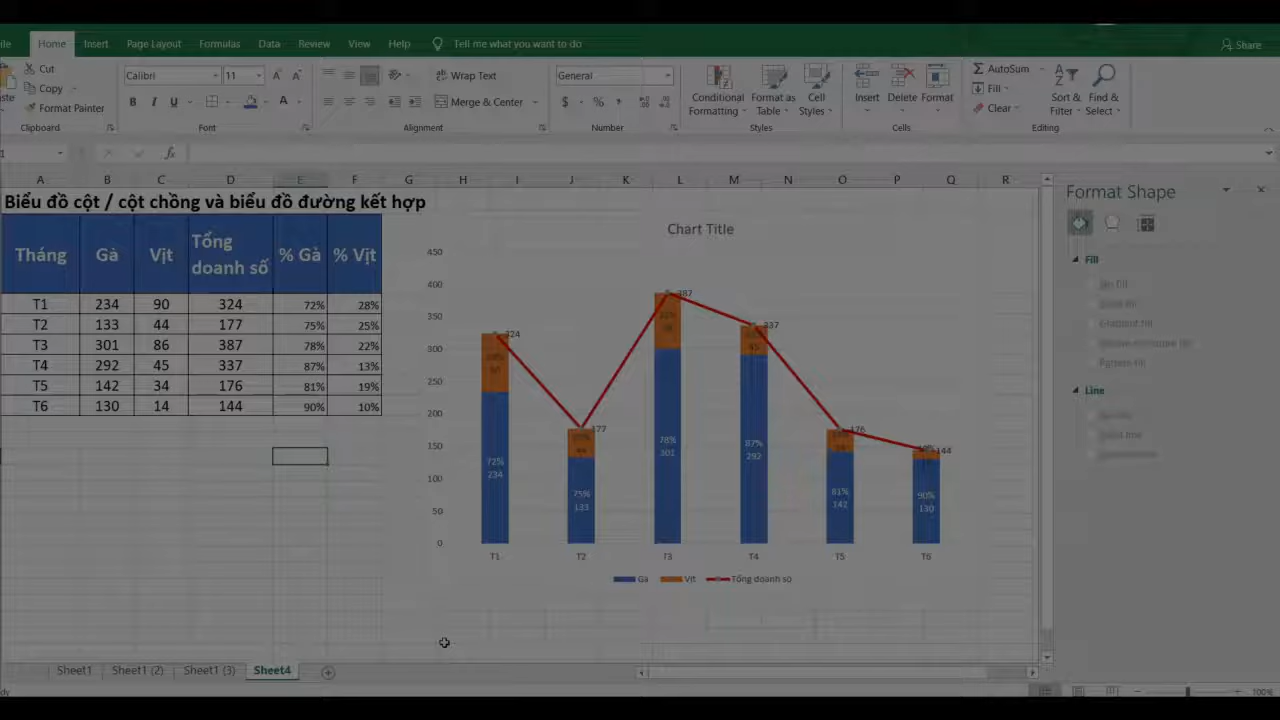 ile Home Insert Page Layout Formulas Data Review View Help Tell me what you want to do Share
Cut
Copy
Format Painter
Clipboard
Calibri 11
B I U
Font
Wrap Text
Merge & Center
Alignment
General
$ %
Number
Conditional Formatting
Format as Table
Cell Styles
Styles
Insert Delete Format
Cells
AutoSum
Fill
Clear
Sort & Filter
Find & Select
Editing
fx
A B C D E F G H I J K L M N O P Q R
Biểu đồ cột / cột chồng và biểu đồ đường kết hợp
Tháng Gà Vịt Tổng doanh số % Gà % Vịt
T1 234 90 324 72% 28%
T2 133 44 177 75% 25%
T3 301 86 387 78% 22%
T4 292 45 337 87% 13%
T5 142 34 176 81% 19%
T6 130 14 144 90% 10%
Chart Title
450
400
350
300
250
200
150
100
50
0
324
72%
234
177
75%
133
387
78%
301
337
87%
292
176
81%
142
144
90%
130
T1 T2 T3 T4 T5 T6
Gà Vịt Tổng doanh số
Format Shape
Fill
Gradient fill
Pattern fill
Line
Sheet1 Sheet1 (2) Sheet1 (3) Sheet4
100%